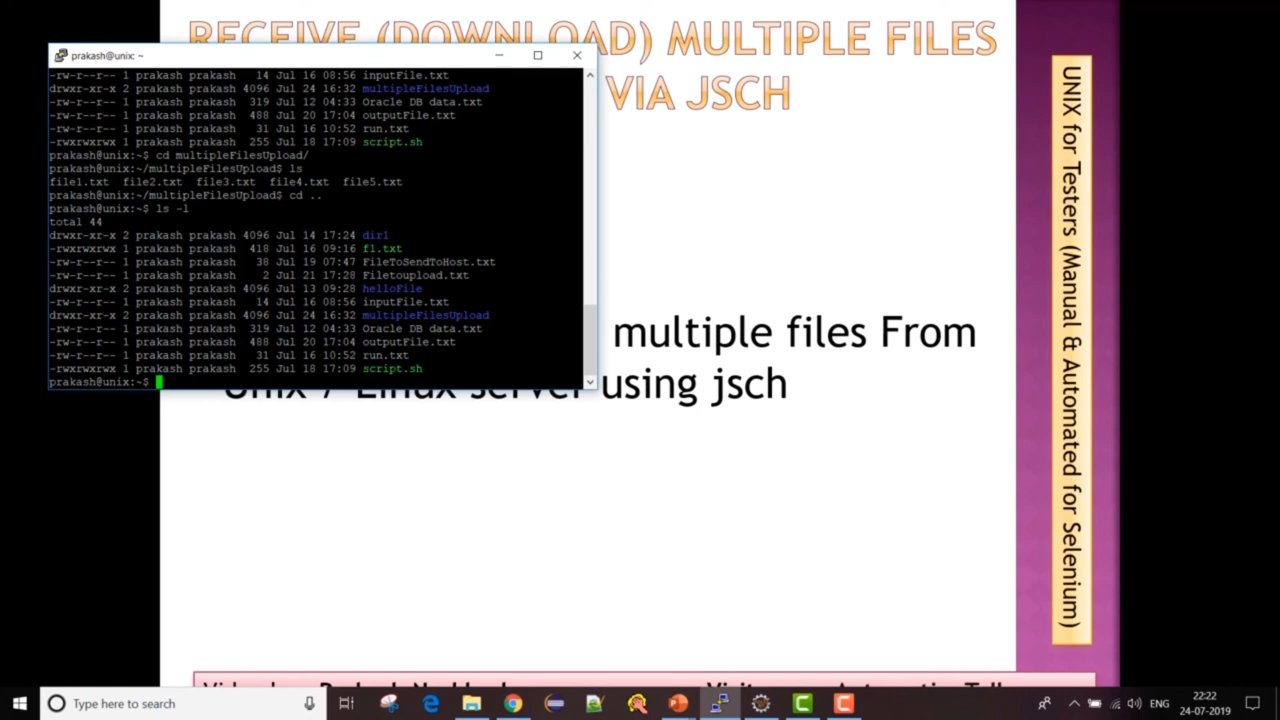 RECEIVE (DOWNLOAD) MULTIPLE FILES
VIA JSCH
prakash@unix: ~
-rw-r--r-- 1 prakash prakash 14 Jul 16 08:56 inputFile.txt
drwxr-xr-x 2 prakash prakash 4096 Jul 24 16:32 multipleFilesUpload
-rw-r--r-- 1 prakash prakash 319 Jul 12 04:33 Oracle DB data.txt
-rw-r--r-- 1 prakash prakash 488 Jul 20 17:04 outputFile.txt
-rw-r--r-- 1 prakash prakash 31 Jul 16 10:52 run.txt
-rwxrwxrwx 1 prakash prakash 255 Jul 18 17:09 script.sh
prakash@unix:~$ cd multipleFilesUpload/
prakash@unix:~/multipleFilesUpload$ ls
file1.txt file2.txt file3.txt file4.txt file5.txt
prakash@unix:~/multipleFilesUpload$ cd ..
prakash@unix:~$ ls -l
total 44
drwxr-xr-x 2 prakash prakash 4096 Jul 14 17:24 dir1
-rwxrwxrwx 1 prakash prakash 418 Jul 16 09:16 f1.txt
-rw-r--r-- 1 prakash prakash 38 Jul 19 07:47 FileToSendToHost.txt
-rw-r--r-- 1 prakash prakash 2 Jul 21 17:28 Filetoupload.txt
drwxr-xr-x 2 prakash prakash 4096 Jul 13 09:28 helloFile
-rw-r--r-- 1 prakash prakash 14 Jul 16 08:56 inputFile.txt
drwxr-xr-x 2 prakash prakash 4096 Jul 24 16:32 multipleFilesUpload
-rw-r--r-- 1 prakash prakash 319 Jul 12 04:33 Oracle DB data.txt
-rw-r--r-- 1 prakash prakash 488 Jul 20 17:04 outputFile.txt
-rw-r--r-- 1 prakash prakash 31 Jul 16 10:52 run.txt
-rwxrwxrwx 1 prakash prakash 255 Jul 18 17:09 script.sh
prakash@unix:~$
multiple files From
Unix / Linux server using jsch
UNIX for Testers (Manual & Automated for Selenium)
Type here to search
ENG
22:22
24-07-2019